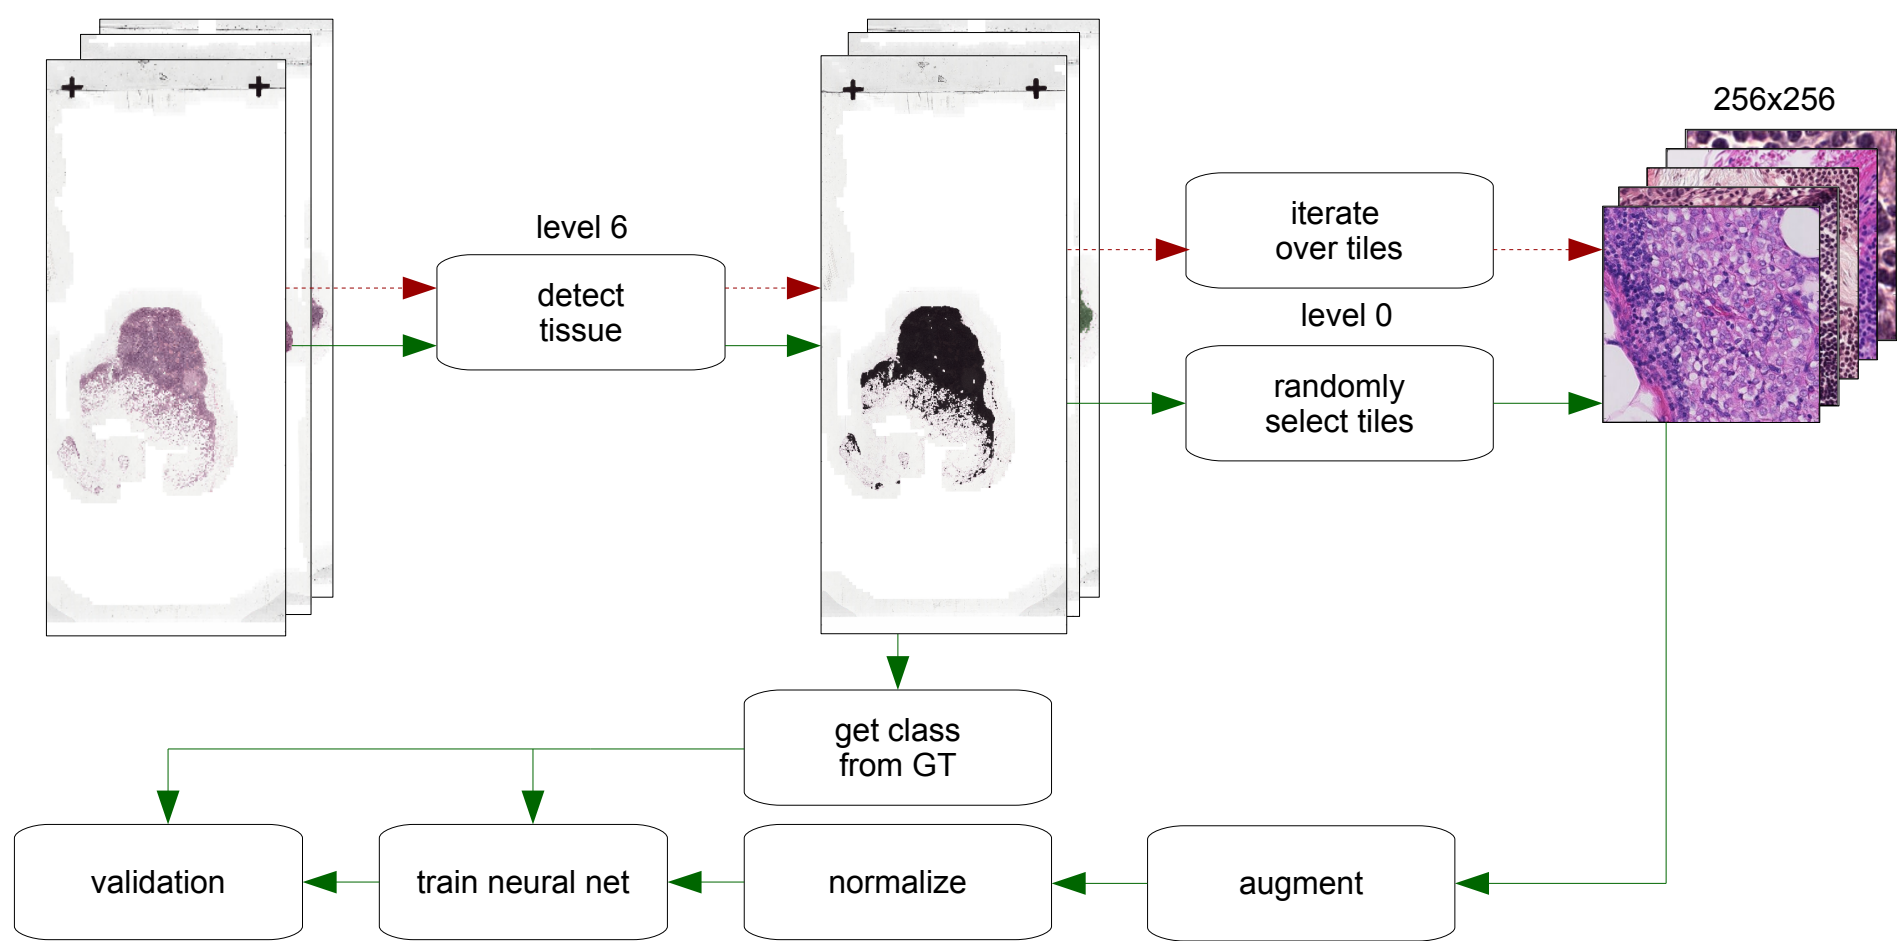 256x256
iterate
over tiles
level 6
detect
tissue
level 0
randomly
select tiles
get class
from GT
validation
train neural net
normalize
augment